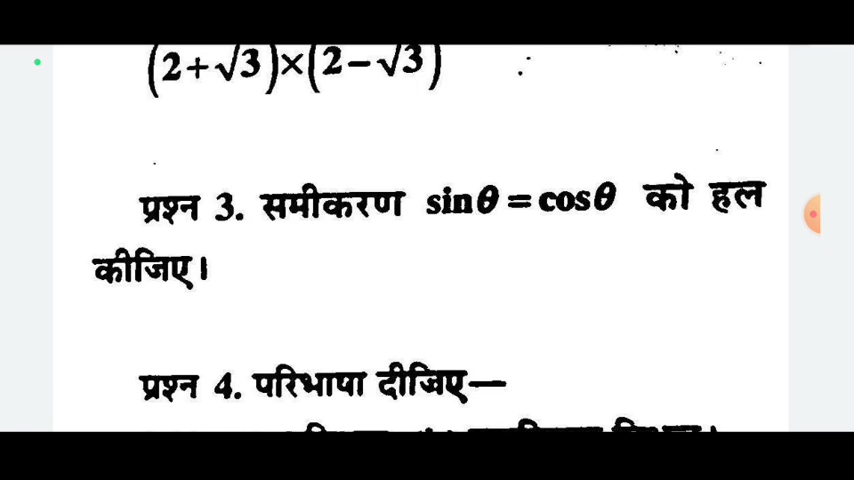 (2+√3)×(2−√3)
प्रश्न 3. समीकरण sinθ=cosθ को हल
कीजिए।
प्रश्न 4. परिभाषा दीजिए—